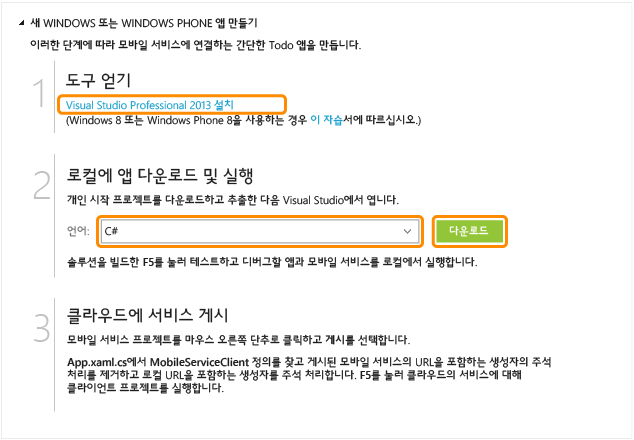 새 WINDOWS 또는 WINDOWS PHONE 앱 만들기
이러한 단계에 따라 모바일 서비스에 연결하는 간단한 Todo 앱을 만듭니다.
1
도구 얻기
Visual Studio Professional 2013 설치
(Windows 8 또는 Windows Phone 8을 사용하는 경우 이 자습서에 따르십시오.)
2
로컬에 앱 다운로드 및 실행
개인 시작 프로젝트를 다운로드하고 추출한 다음 Visual Studio에서 엽니다.
언어: C# 다운로드
솔루션을 빌드한 F5를 눌러 테스트하고 디버그할 앱과 모바일 서비스를 로컬에서 실행합니다.
3
클라우드에 서비스 게시
모바일 서비스 프로젝트를 마우스 오른쪽 단추로 클릭하고 게시를 선택합니다.
App.xaml.cs에서 MobileServiceClient 정의를 찾고 게시된 모바일 서비스의 URL을 포함하는 생성자의 주석
처리를 제거하고 로컬 URL을 포함하는 생성자를 주석 처리합니다. F5를 눌러 클라우드의 서비스에 대해
클라이언트 프로젝트를 실행합니다.